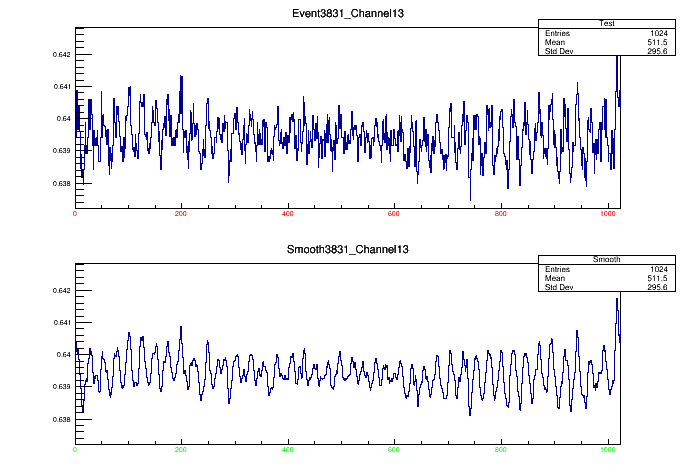 Event3831_Channel13
Test
Entries 1024
Mean 511.5
Std Dev 295.6
0.642
0.641
0.64
0.639
0.638
0 200 400 600 800 1000
Smooth3831_Channel13
Smooth
Entries 1024
Mean 511.5
Std Dev 295.6
0.642
0.641
0.64
0.639
0.638
0 200 400 600 800 1000